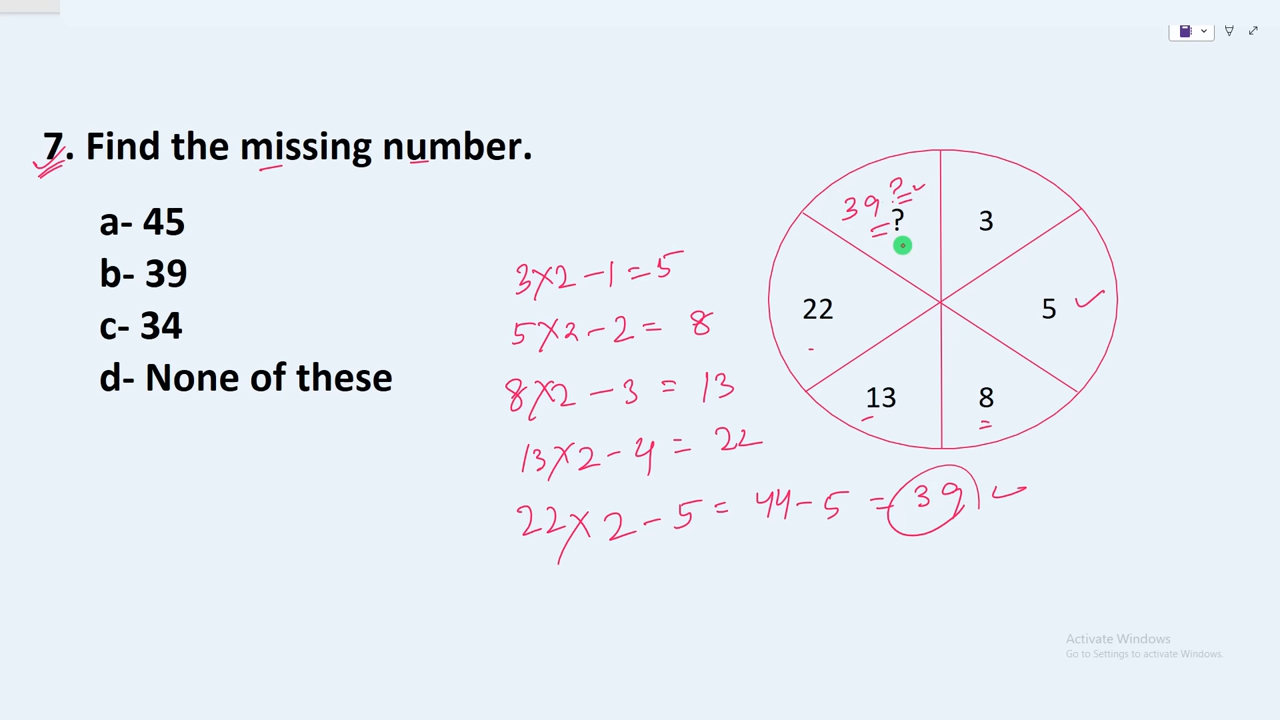 7. Find the missing number.
a- 45
b- 39
c- 34
d- None of these
3×2-1=5
5×2-2= 8
8×2-3 = 13
13×2-4 = 22
22×2-5= 44-5 = 39
39 ?
?
3
5
8
13
22
Activate Windows
Go to Settings to activate Windows.